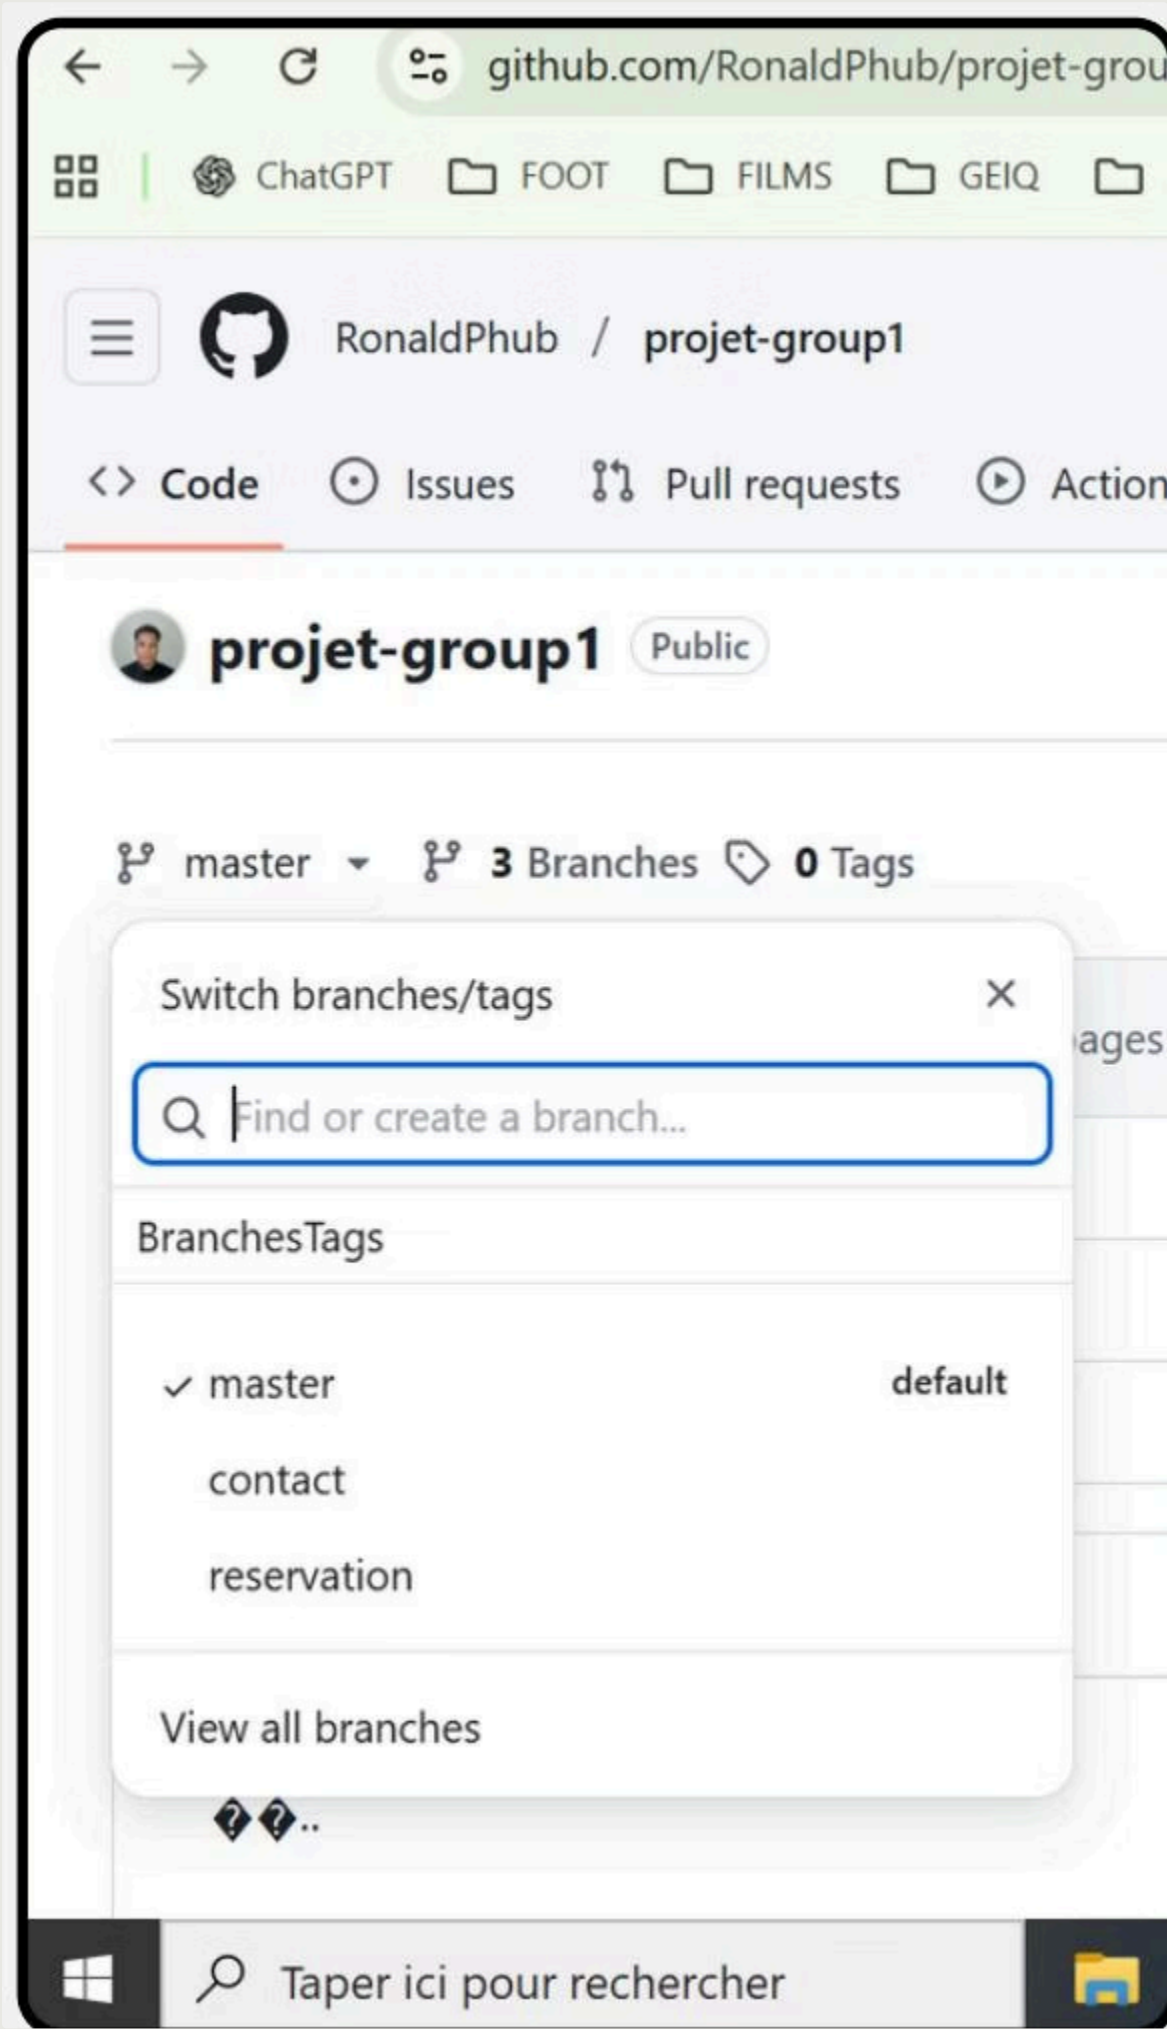 github.com/RonaldPhub/projet-grou
ChatGPT FOOT FILMS GEIQ
RonaldPhub / projet-group1
Code Issues Pull requests Action
projet-group1 Public
master 3 Branches 0 Tags
Switch branches/tags
ages
Find or create a branch...
BranchesTags
master default
contact
reservation
View all branches
��..
Taper ici pour rechercher